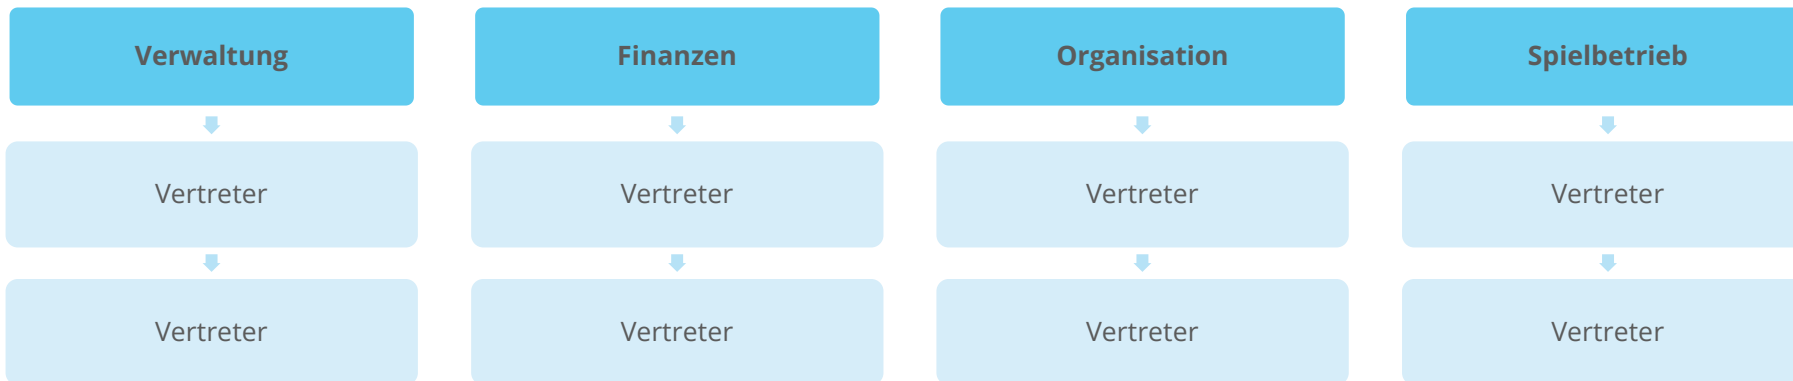 Verwaltung
Finanzen
Organisation
Spielbetrieb
Vertreter
Vertreter
Vertreter
Vertreter
Vertreter
Vertreter
Vertreter
Vertreter